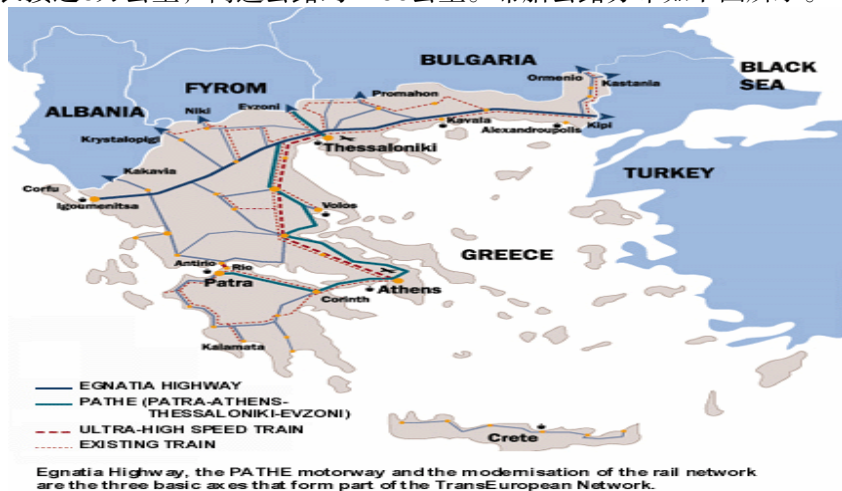 BULGARIA
BLACK
SEA
FYROM
ALBANIA
Ormenio
Kastania
Promahon
Evzoni
Niki
Krystalopigi
Kavala
Alexandroupolis
Kipi
Thessaloniki
Kakavia
TURKEY
Corfu
Igoumenitsa
Volos
GREECE
Antirio
Rio
Patra
Athens
Corinth
Kalamata
EGNATIA HIGHWAY
PATHE (PATRA-ATHENS-
THESSALONIKI-EVZONI)
ULTRA-HIGH SPEED TRAIN
EXISTING TRAIN
Crete
Egnatia Highway, the PATHE motorway and the modernisation of the rail network
are the three basic axes that form part of the TransEuropean Network.